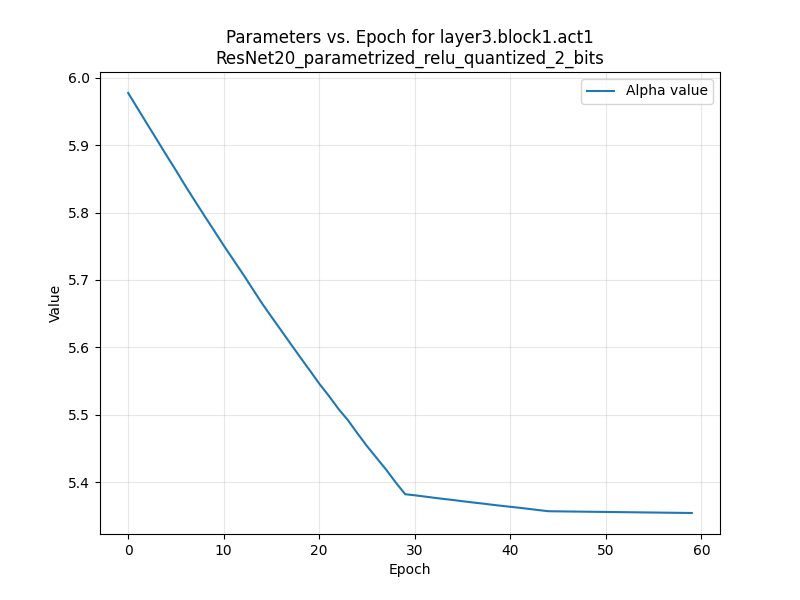 Parameters vs. Epoch for layer3.block1.act1
ResNet20_parametrized_relu_quantized_2_bits
Alpha value
6.0
5.9
5.8
5.7
5.6
5.5
5.4
Value
0
10
20
30
40
50
60
Epoch